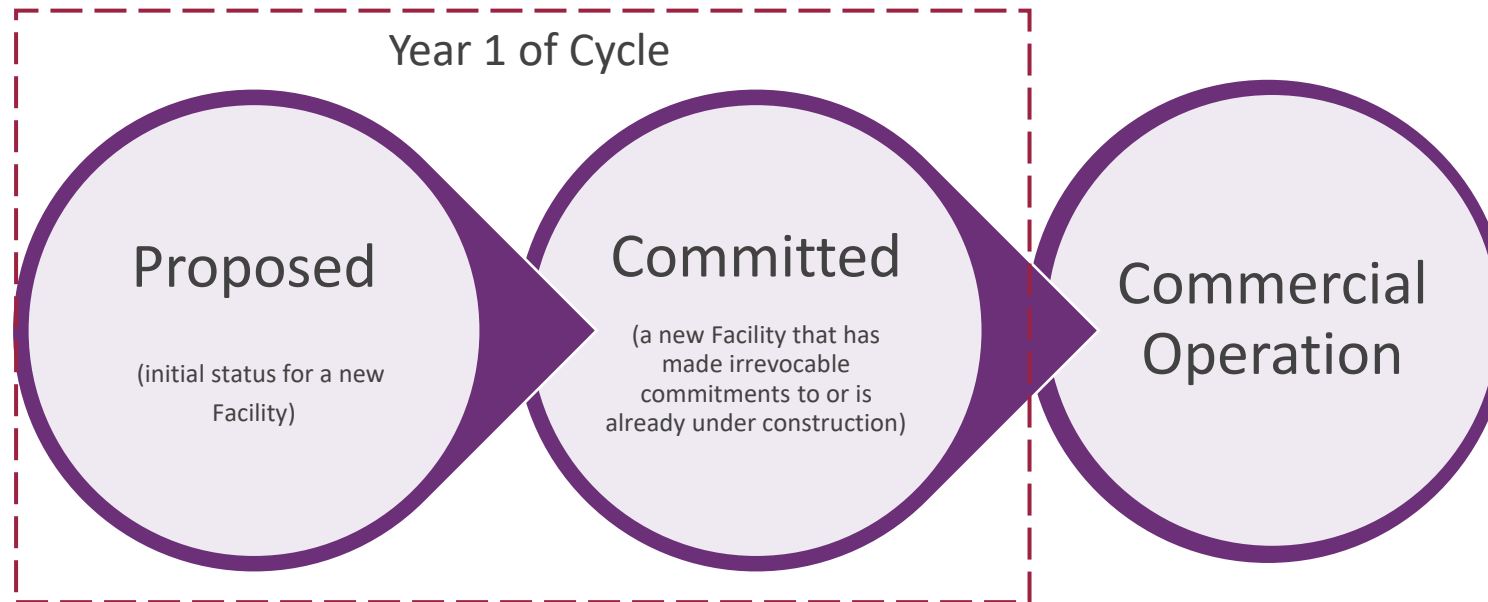 Year 1 of Cycle
Proposed
(initial status for a new
Facility)
Committed
(a new Facility that has
made irrevocable
commitments to or is
already under construction)
Commercial
Operation